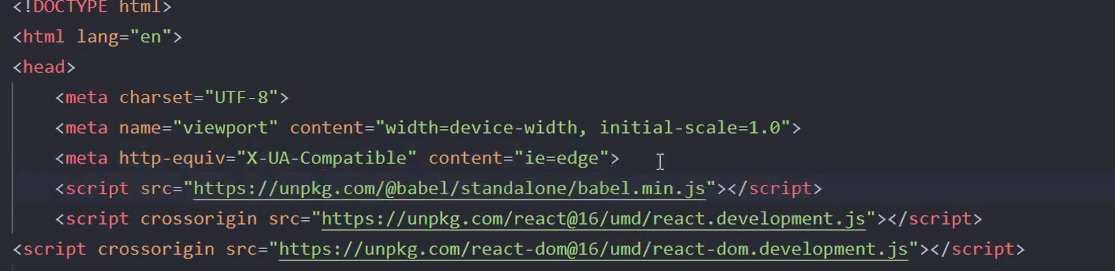 <!DOCTYPE html>
<html lang="en">
<head>
<meta charset="UTF-8">
<meta name="viewport" content="width=device-width, initial-scale=1.0">
<meta http-equiv="X-UA-Compatible" content="ie=edge">
<script src="https://unpkg.com/@babel/standalone/babel.min.js"></script>
<script crossorigin src="https://unpkg.com/react@16/umd/react.development.js"></script>
<script crossorigin src="https://unpkg.com/react-dom@16/umd/react-dom.development.js"></script>